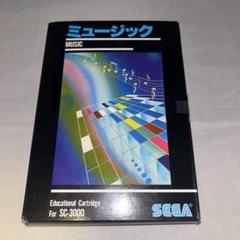 ミュージック
MUSIC
Educational Cartridge
For SC-3000
SEGA